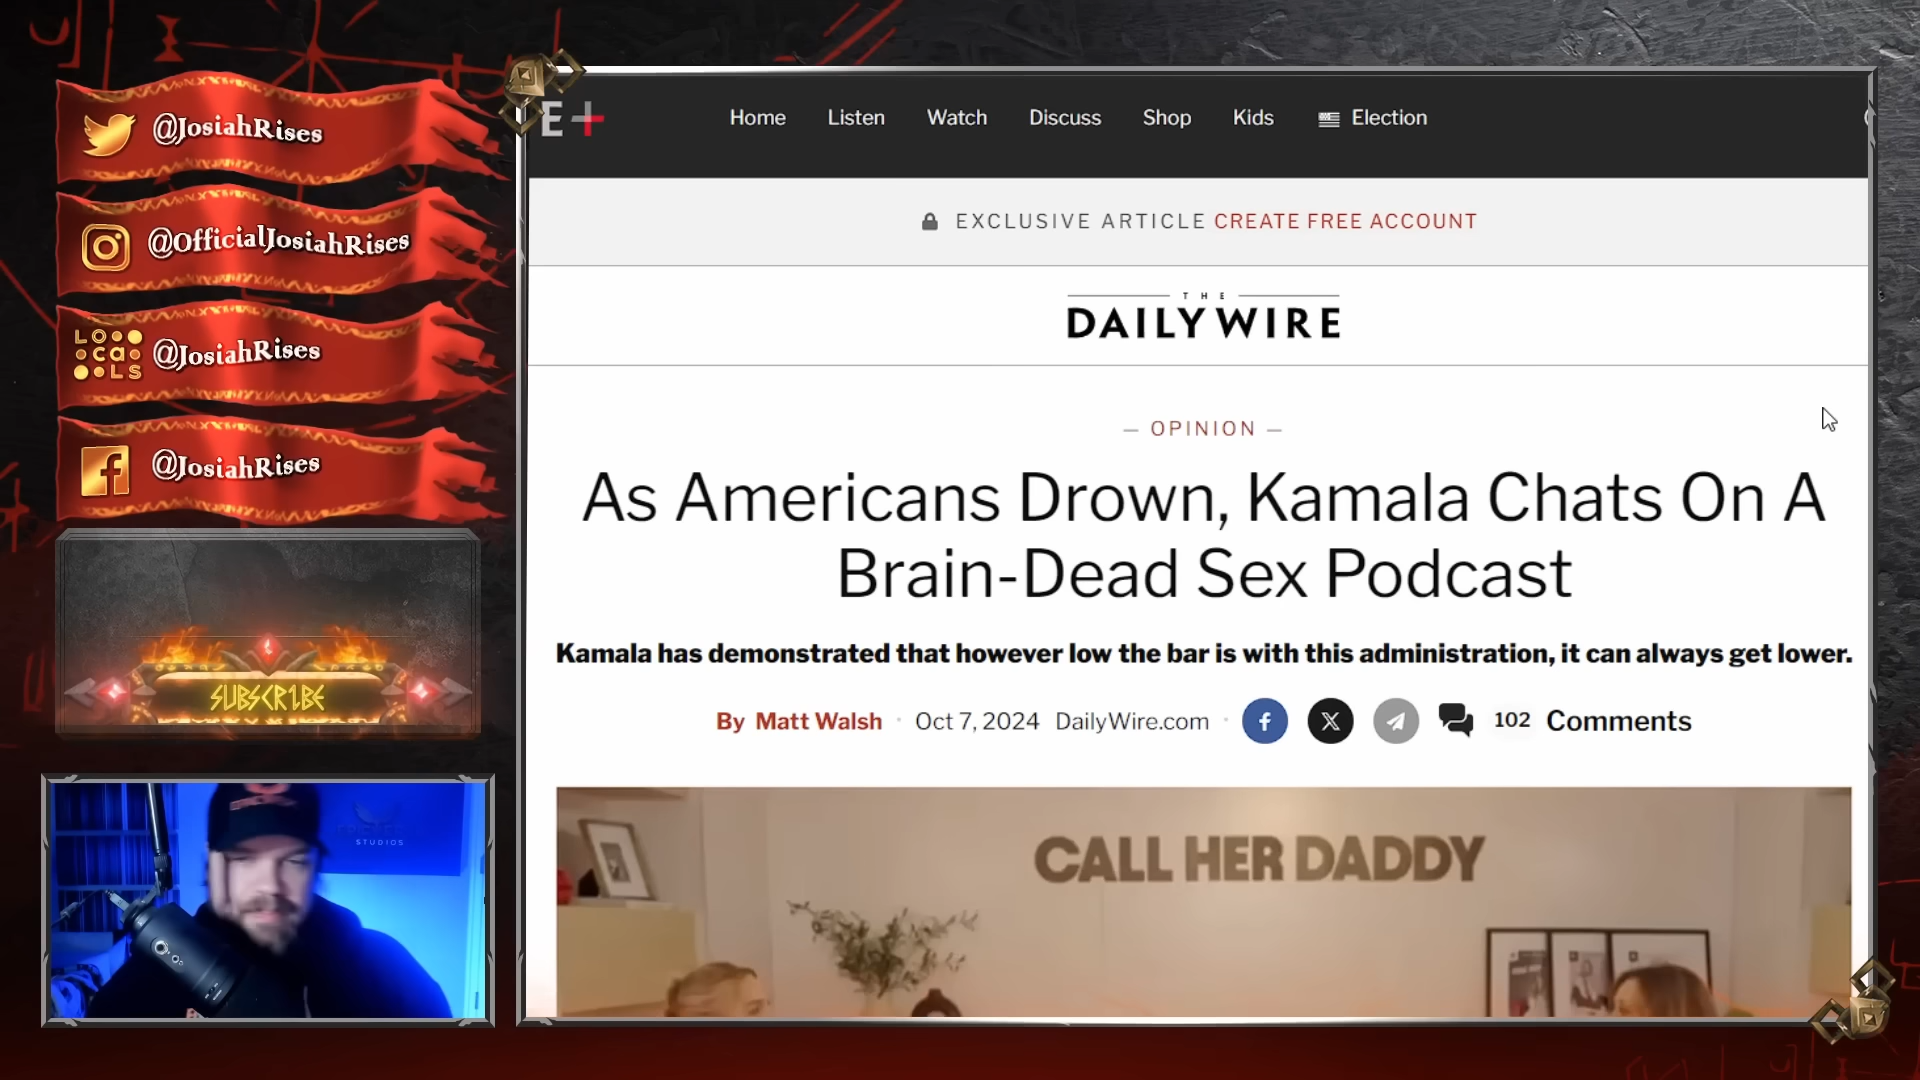 @JosiahRises
@OfficialJosiahRises
LOcaLS
@JosiahRises
@JosiahRises
SUBSCRIBE
STUDIOS
E+
Home Listen Watch Discuss Shop Kids Election
EXCLUSIVE ARTICLE CREATE FREE ACCOUNT
THE
DAILY WIRE
— OPINION —
As Americans Drown, Kamala Chats On A
Brain-Dead Sex Podcast
Kamala has demonstrated that however low the bar is with this administration, it can always get lower.
By Matt Walsh · Oct 7, 2024 DailyWire.com · 102 Comments
CALL HER DADDY